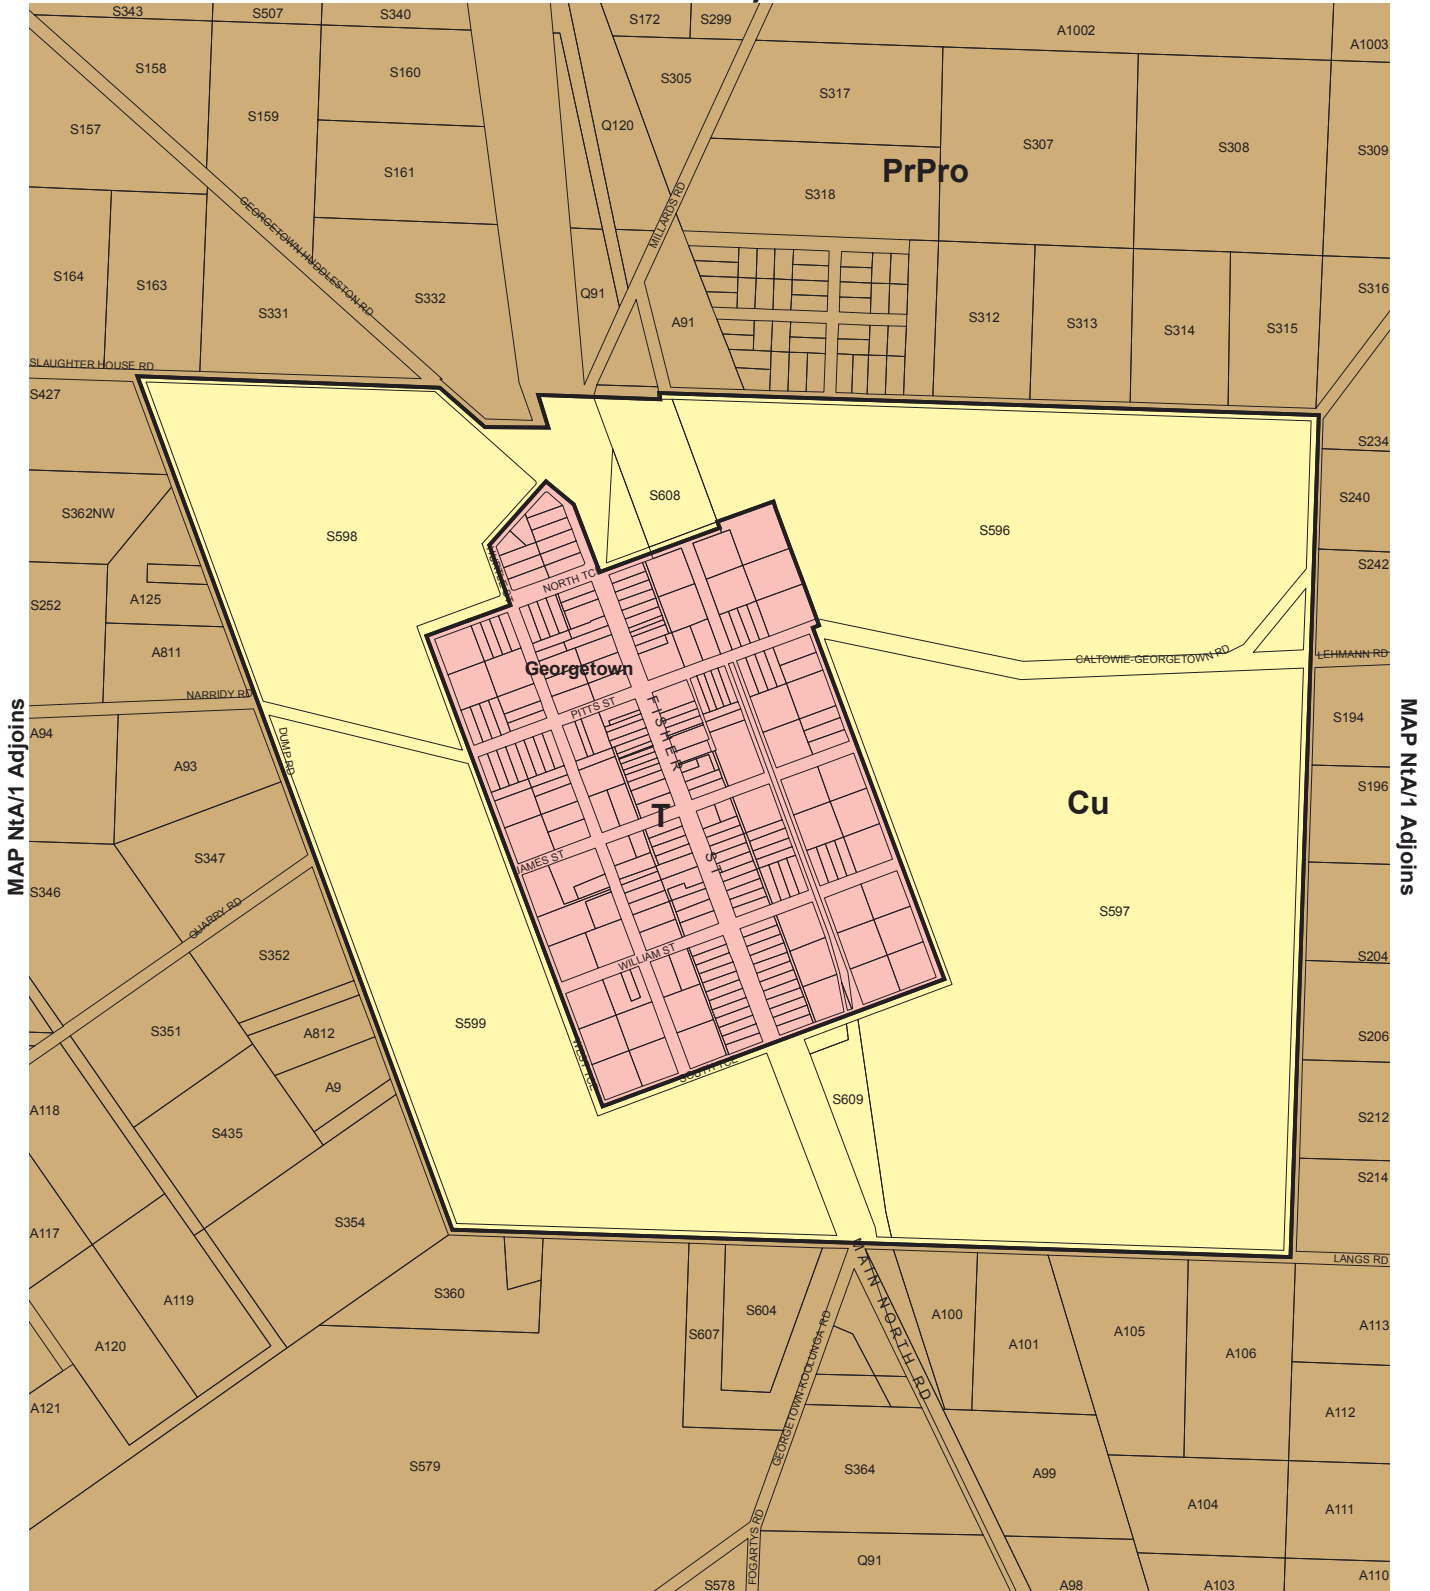 S343
S507
S340
S172
S299
A1002
A1003
S158
S160
S305
S317
S157
S159
Q120
S307
S308
S309
S161
PrPro
S318
MILLARDS RD
GEORGETOWN HUDDLESTON RD
S164
S163
S332
Q91
S316
S331
A91
S312
S313
S314
S315
SLAUGHTER HOUSE RD
S427
S234
S608
S240
S362NW
S598
S596
S242
NORTH TCE
S252
A125
A811
Georgetown
CALTOWIE-GEORGETOWN RD
LEHMANN RD
NARRIDY RD
PITTS ST
S194
A94
DUMP RD
FISHER ST
MAP NtA/1 Adjoins
MAP NtA/1 Adjoins
A93
S196
Cu
T
S347
JAMES ST
S346
QUARRY RD
S597
S352
WILLIAM ST
S204
S351
S599
A812
S206
WEST TCE
SOUTH TCE
A9
S609
A118
S435
S212
S214
S354
A117
MAIN NORTH RD
LANGS RD
S360
A119
S604
A100
A113
S607
A105
A120
A101
A106
GEORGETOWN-KOOLUNGA RD
A121
A112
S579
S364
A99
A104
A111
FOGARTYS RD
Q91
S578
A98
A103
A110